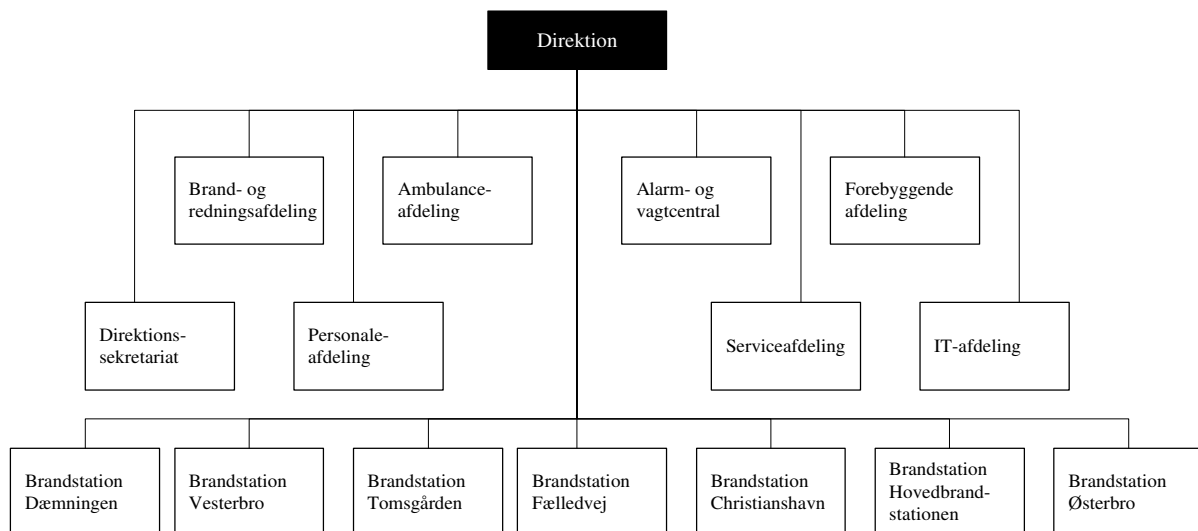 Direktion
Brand- og
redningsafdeling
Ambulance-
afdeling
Alarm- og
vagtcentral
Forebyggende
afdeling
Direktions-
sekretariat
Personale-
afdeling
Serviceafdeling
IT-afdeling
Brandstation
Dæmningen
Brandstation
Vesterbro
Brandstation
Tomsgården
Brandstation
Fælledvej
Brandstation
Christianshavn
Brandstation
Hovedbrand-
stationen
Brandstation
Østerbro